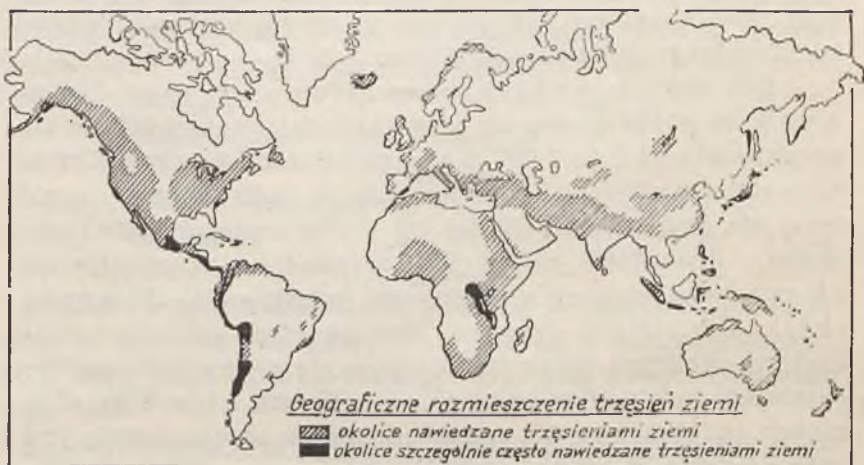 Geograficzne rozmieszczenie trzęsień ziemi
okolice nawiedzane trzęsieniami ziemi
okolice szczególnie często nawiedzane trzęsieniami ziemi